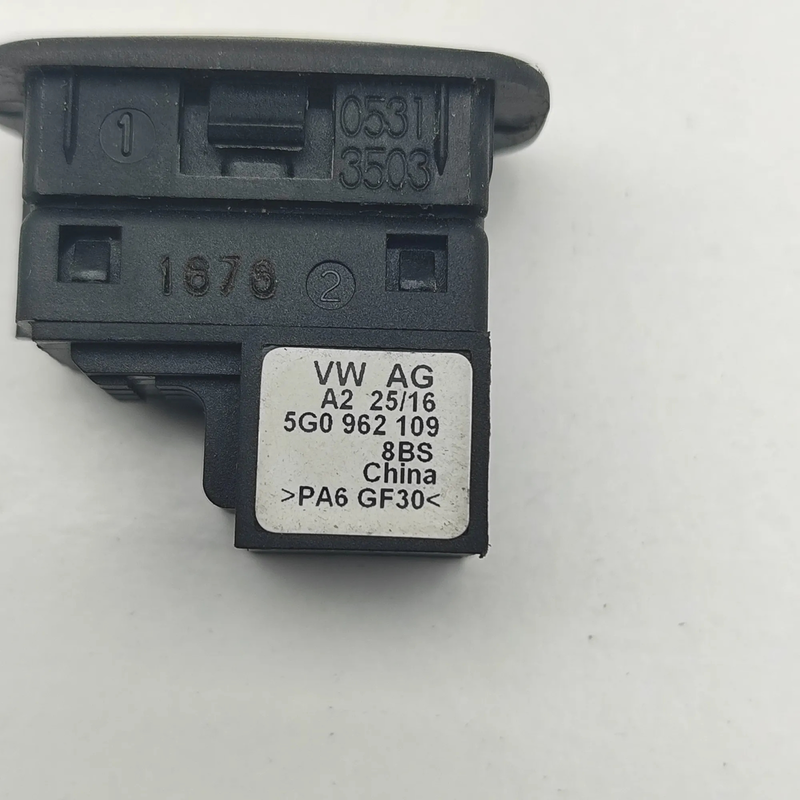 1
0531
3503
1676
2
VW AG
A2 25/16
5G0 962 109
8BS
China
>PA6 GF30<